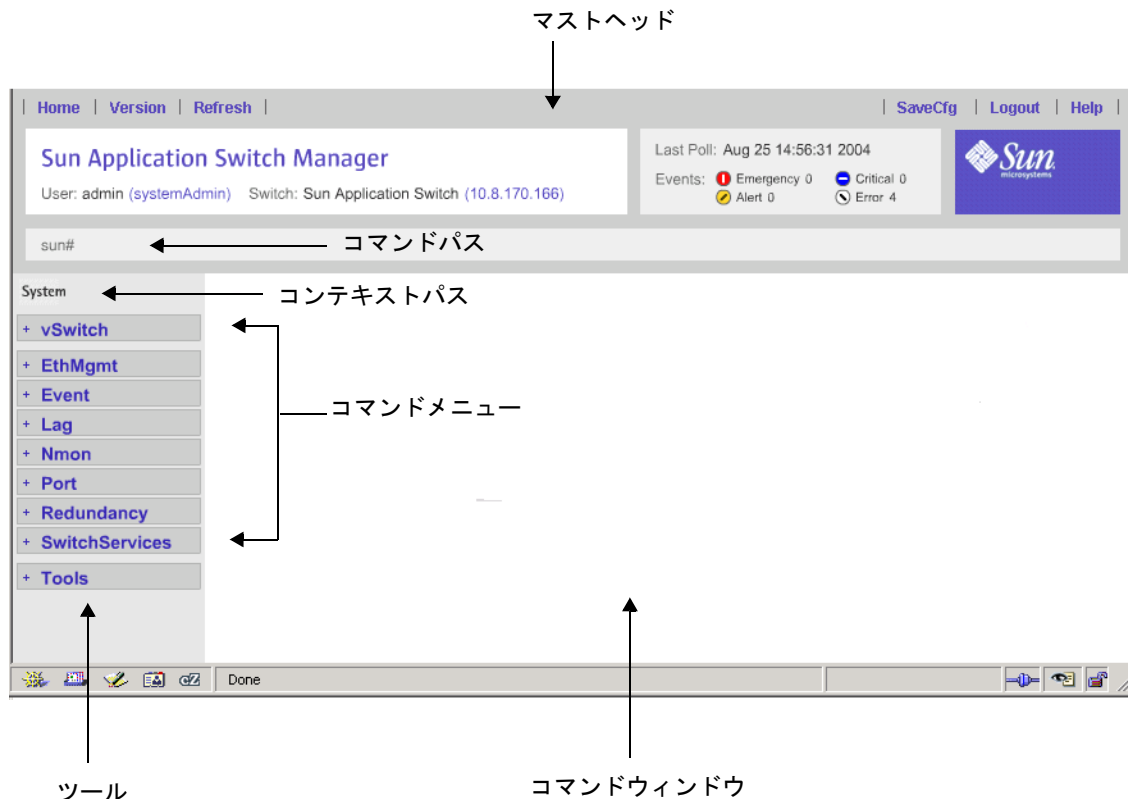 マストヘッド
| Home | Version | Refresh |
| SaveCfg | Logout | Help |
Sun Application Switch Manager
User: admin (systemAdmin) Switch: Sun Application Switch (10.8.170.166)
Last Poll: Aug 25 14:56:31 2004
Events: Emergency 0 Critical 0
Alert 0 Error 4
Sun
microsystems
sun#
コマンドパス
System
コンテキストパス
+ vSwitch
+ EthMgmt
+ Event
+ Lag
+ Nmon
+ Port
+ Redundancy
+ SwitchServices
+ Tools
コマンドメニュー
Done
ツール
コマンドウィンドウ